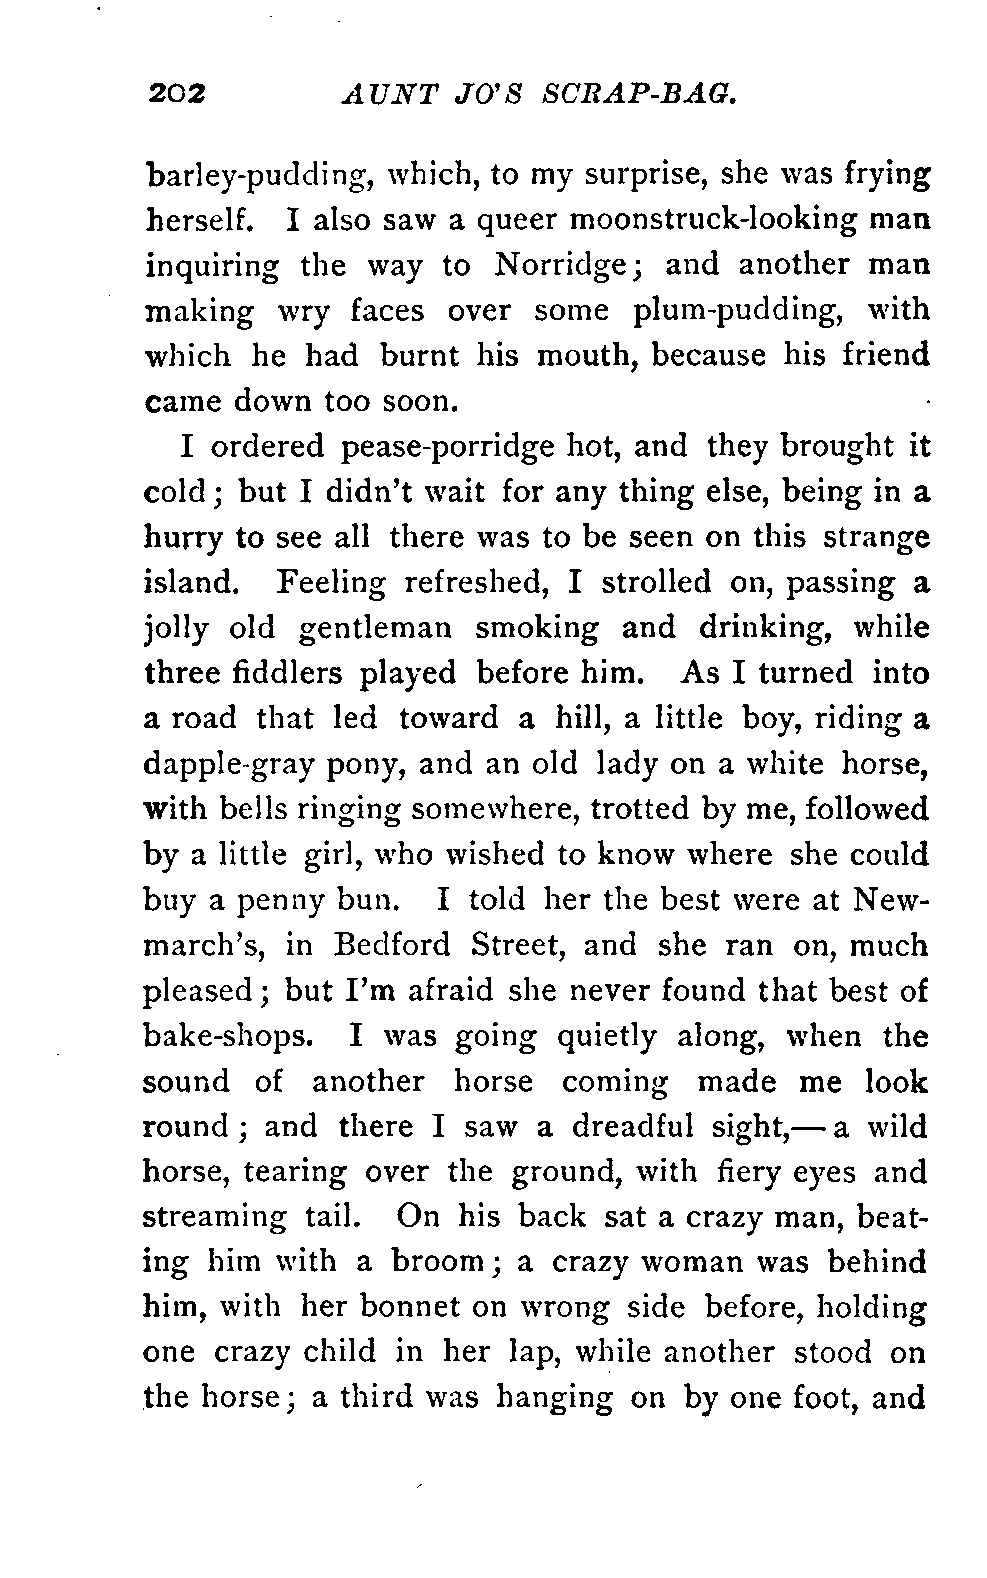 202 AUNT JO'S SCRAP-BAG.
barley-pudding, which, to my surprise, she was frying
herself. I also saw a queer moonstruck-looking man
inquiring the way to Norridge; and another man
making wry faces over some plum-pudding, with
which he had burnt his mouth, because his friend
came down too soon.
I ordered pease-porridge hot, and they brought it
cold; but I didn't wait for any thing else, being in a
hurry to see all there was to be seen on this strange
island. Feeling refreshed, I strolled on, passing a
jolly old gentleman smoking and drinking, while
three fiddlers played before him. As I turned into
a road that led toward a hill, a little boy, riding a
dapple-gray pony, and an old lady on a white horse,
with bells ringing somewhere, trotted by me, followed
by a little girl, who wished to know where she could
buy a penny bun. I told her the best were at New-
march's, in Bedford Street, and she ran on, much
pleased; but I'm afraid she never found that best of
bake-shops. I was going quietly along, when the
sound of another horse coming made me look
round; and there I saw a dreadful sight,— a wild
horse, tearing over the ground, with fiery eyes and
streaming tail. On his back sat a crazy man, beat-
ing him with a broom; a crazy woman was behind
him, with her bonnet on wrong side before, holding
one crazy child in her lap, while another stood on
the horse; a third was hanging on by one foot, and